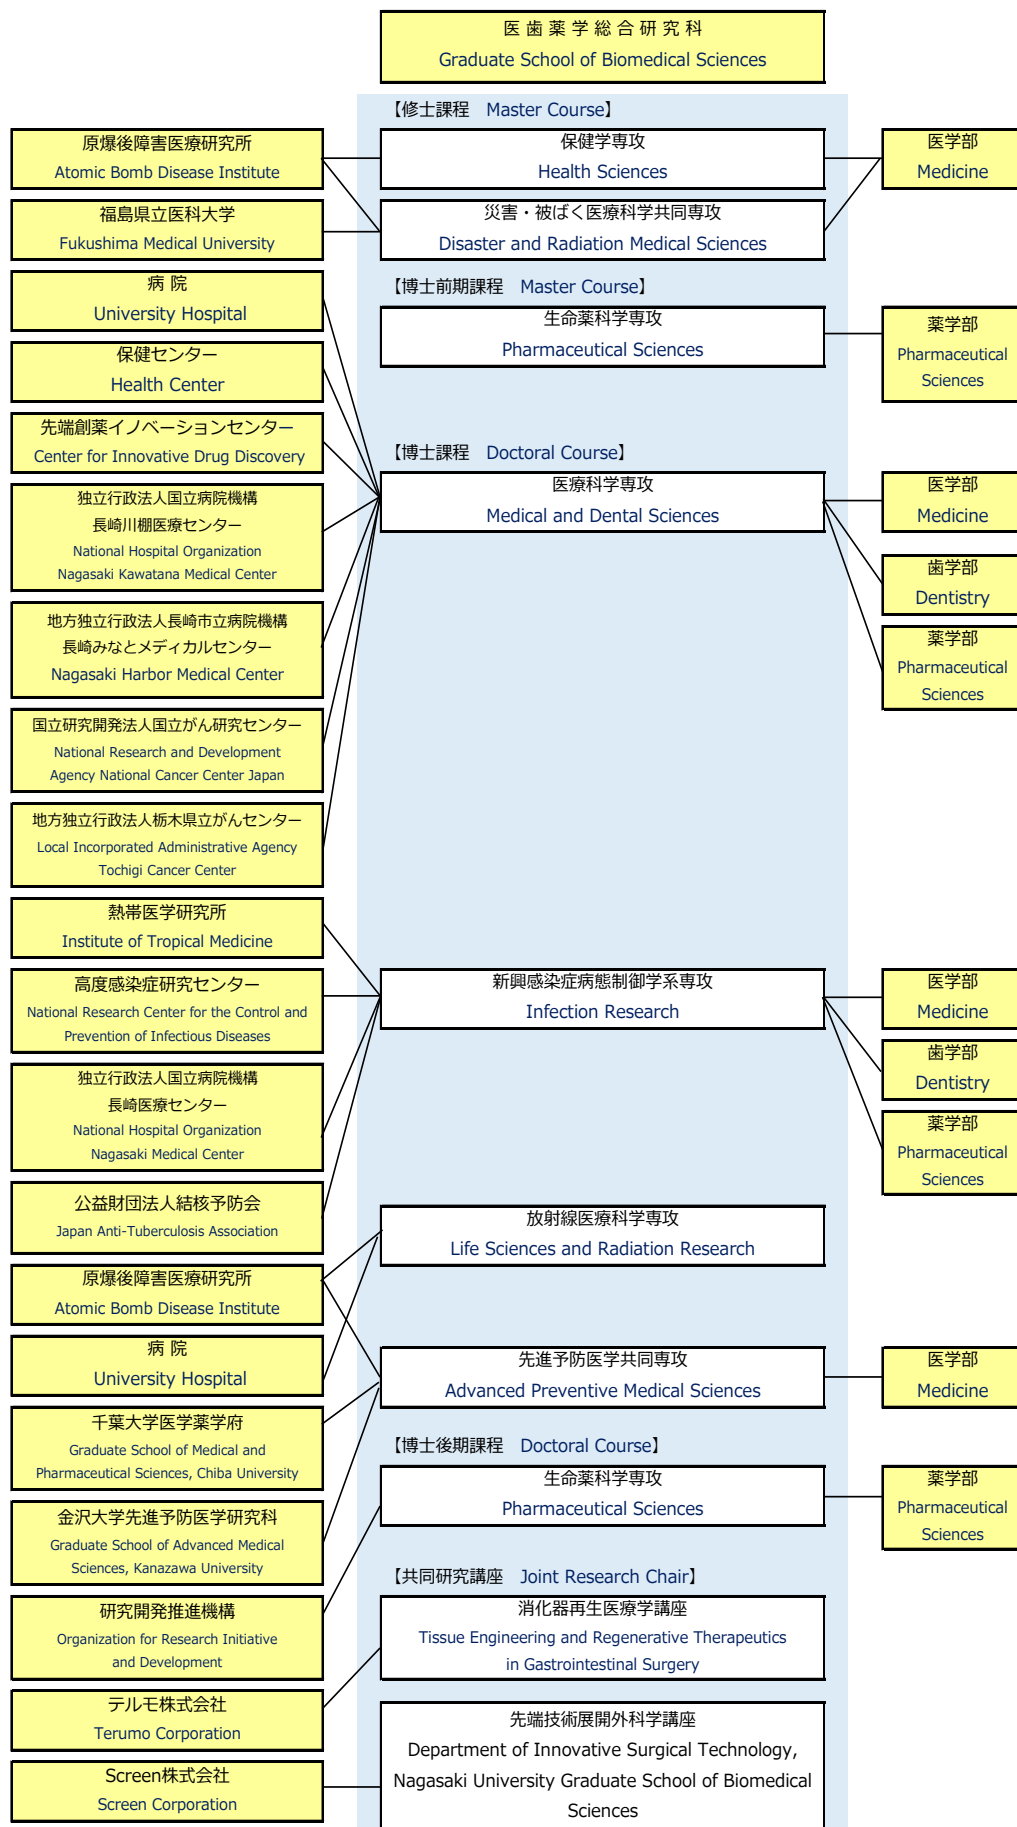 医 歯 薬 学 総 合 研 究 科
Graduate School of Biomedical Sciences
【修士課程　Master Course】
原爆後障害医療研究所
Atomic Bomb Disease Institute
保健学専攻
Health Sciences
医学部
Medicine
福島県立医科大学
Fukushima Medical University
災害・被ばく医療科学共同専攻
Disaster and Radiation Medical Sciences
病 院
University Hospital
【博士前期課程　Master Course】
生命薬科学専攻
Pharmaceutical Sciences
薬学部
Pharmaceutical
Sciences
保健センター
Health Center
先端創薬イノベーションセンター
Center for Innovative Drug Discovery
【博士課程　Doctoral Course】
医療科学専攻
Medical and Dental Sciences
医学部
Medicine
独立行政法人国立病院機構
長崎川棚医療センター
National Hospital Organization
Nagasaki Kawatana Medical Center
歯学部
Dentistry
地方独立行政法人長崎市立病院機構
長崎みなとメディカルセンター
Nagasaki Harbor Medical Center
薬学部
Pharmaceutical
Sciences
国立研究開発法人国立がん研究センター
National Research and Development
Agency National Cancer Center Japan
地方独立行政法人栃木県立がんセンター
Local Incorporated Administrative Agency
Tochigi Cancer Center
熱帯医学研究所
Institute of Tropical Medicine
高度感染症研究センター
National Research Center for the Control and
Prevention of Infectious Diseases
新興感染症病態制御学系専攻
Infection Research
医学部
Medicine
歯学部
Dentistry
独立行政法人国立病院機構
長崎医療センター
National Hospital Organization
Nagasaki Medical Center
薬学部
Pharmaceutical
Sciences
公益財団法人結核予防会
Japan Anti-Tuberculosis Association
放射線医療科学専攻
Life Sciences and Radiation Research
原爆後障害医療研究所
Atomic Bomb Disease Institute
病 院
University Hospital
先進予防医学共同専攻
Advanced Preventive Medical Sciences
医学部
Medicine
千葉大学医学薬学府
Graduate School of Medical and
Pharmaceutical Sciences, Chiba University
【博士後期課程　Doctoral Course】
生命薬科学専攻
Pharmaceutical Sciences
薬学部
Pharmaceutical
Sciences
金沢大学先進予防医学研究科
Graduate School of Advanced Medical
Sciences, Kanazawa University
【共同研究講座　Joint Research Chair】
研究開発推進機構
Organization for Research Initiative
and Development
消化器再生医療学講座
Tissue Engineering and Regenerative Therapeutics
in Gastrointestinal Surgery
テルモ株式会社
Terumo Corporation
先端技術展開外科学講座
Department of Innovative Surgical Technology,
Nagasaki University Graduate School of Biomedical
Sciences
Screen株式会社
Screen Corporation